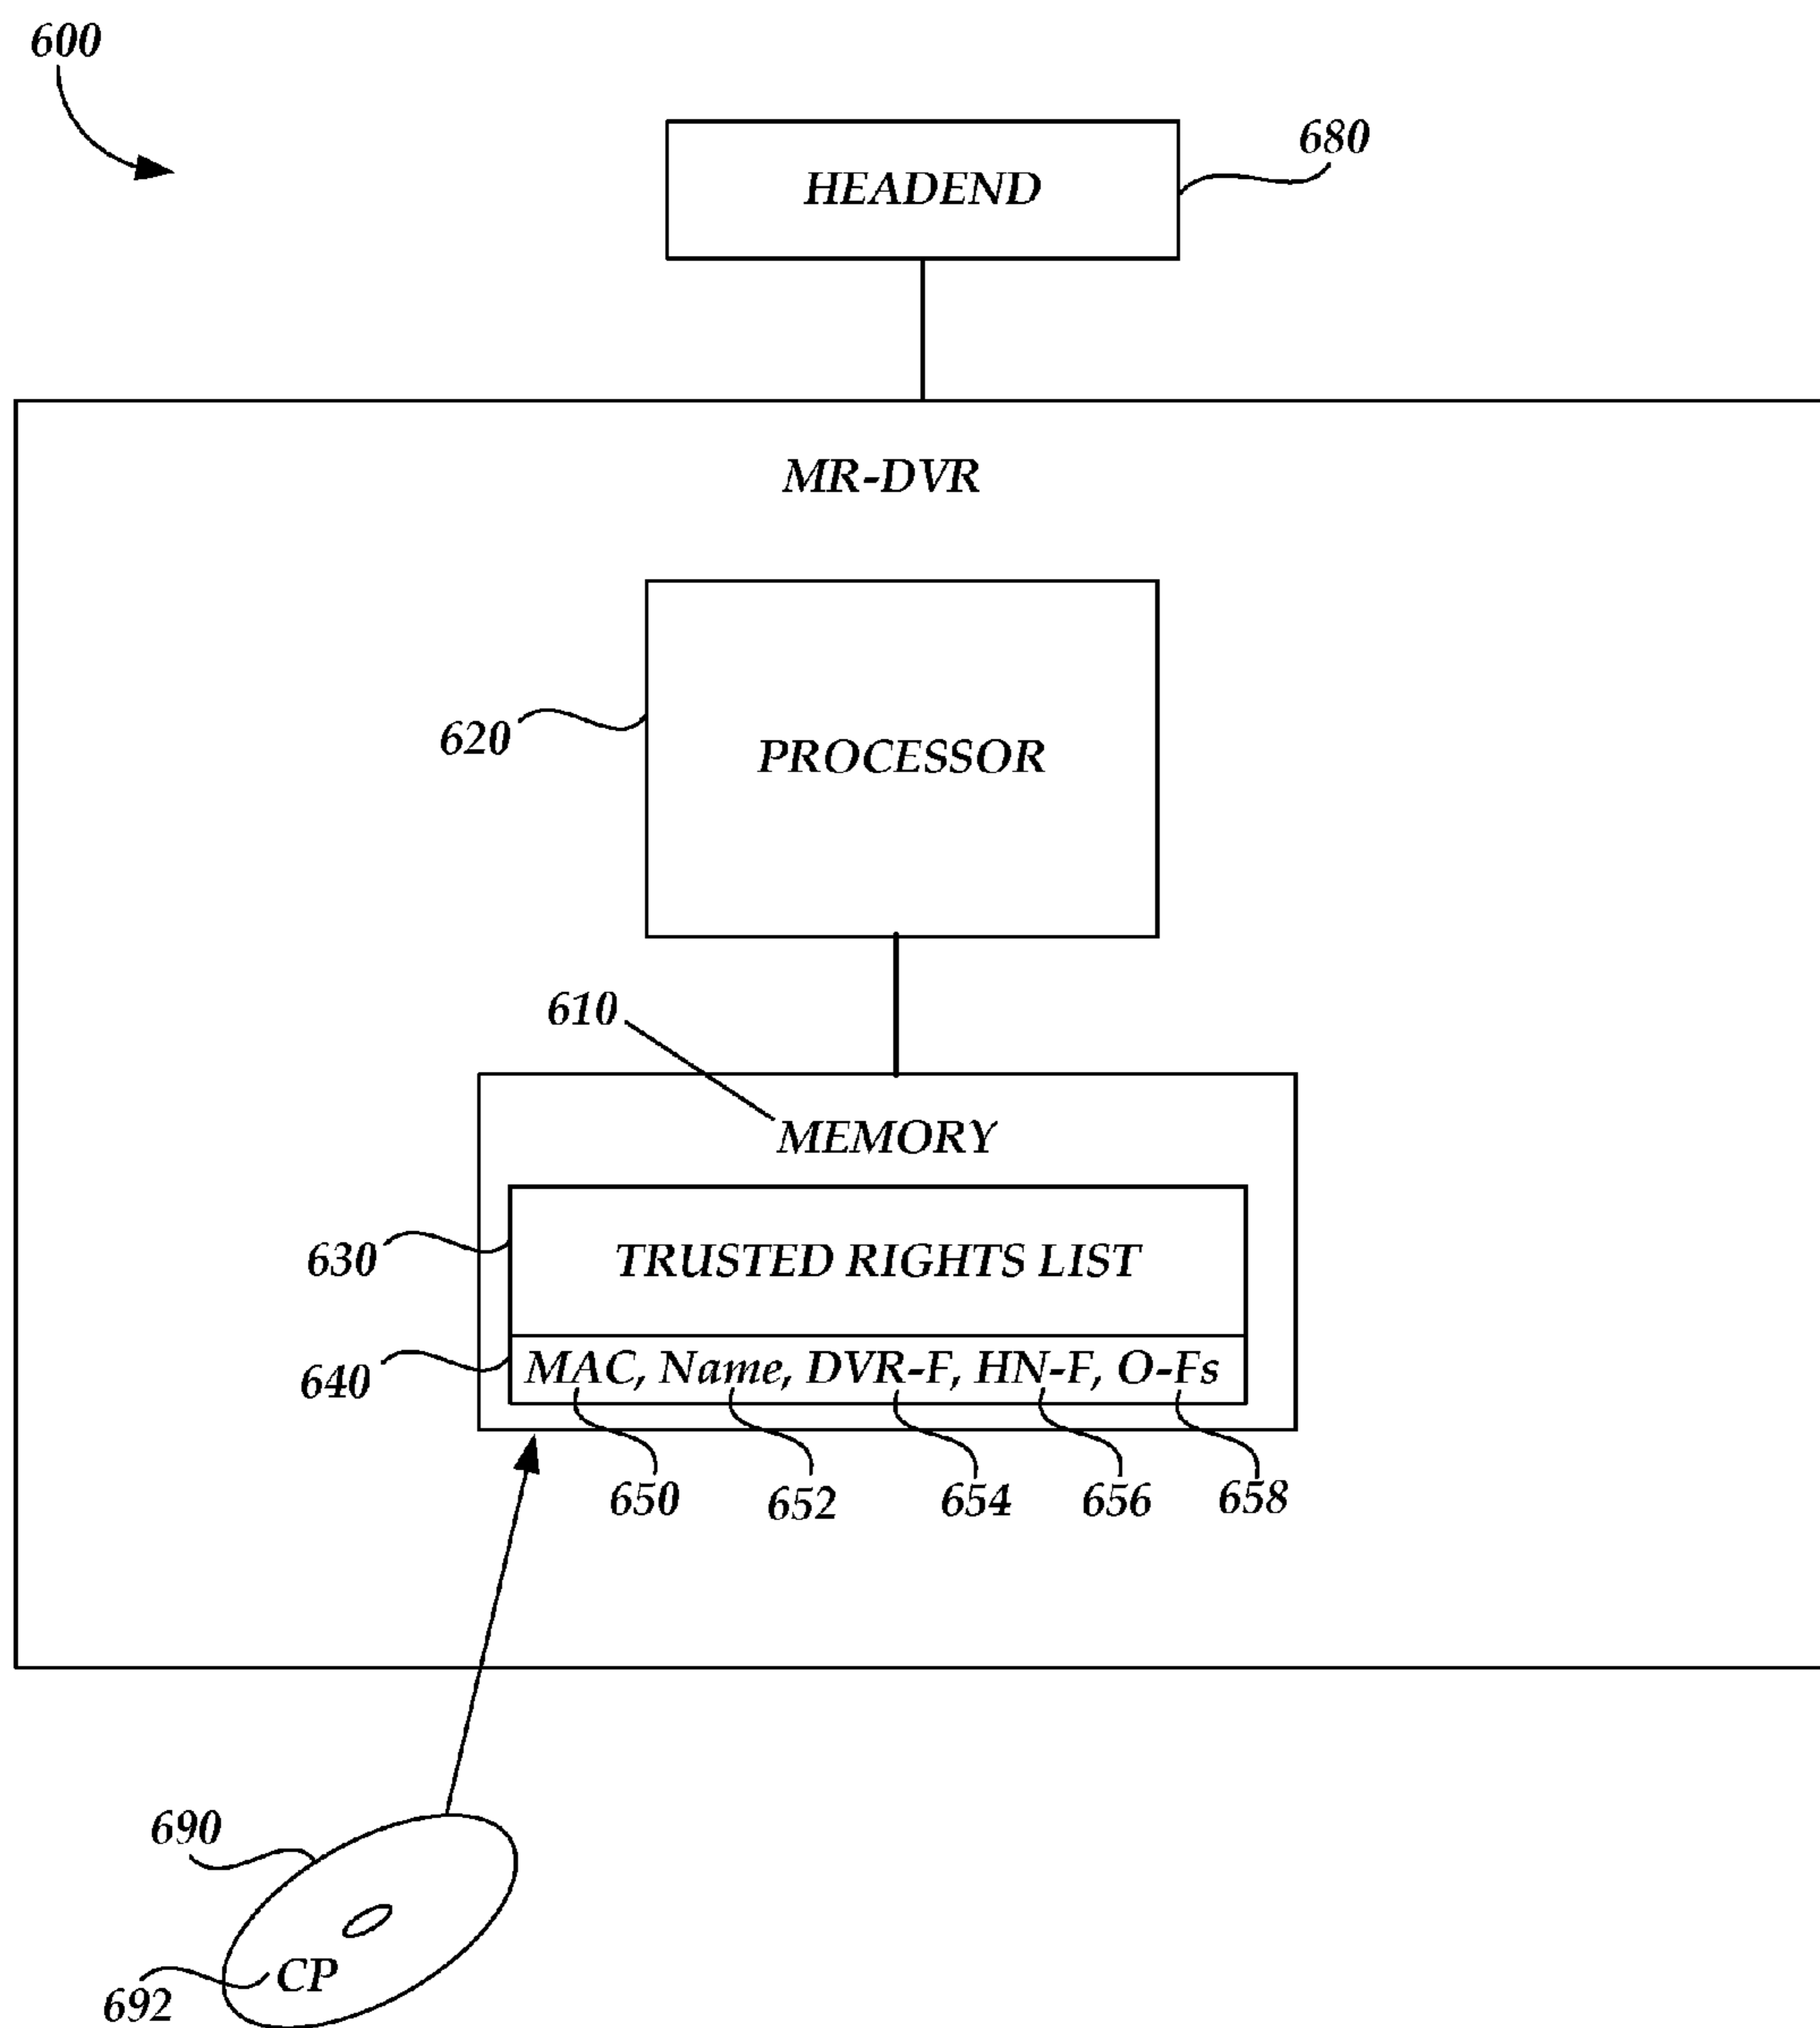 600
680
HEADEND
MR-DVR
620
PROCESSOR
610
MEMORY
630
TRUSTED RIGHTS LIST
640
MAC, Name, DVR-F, HN-F, O-Fs
650
652
654
656
658
690
CP
692